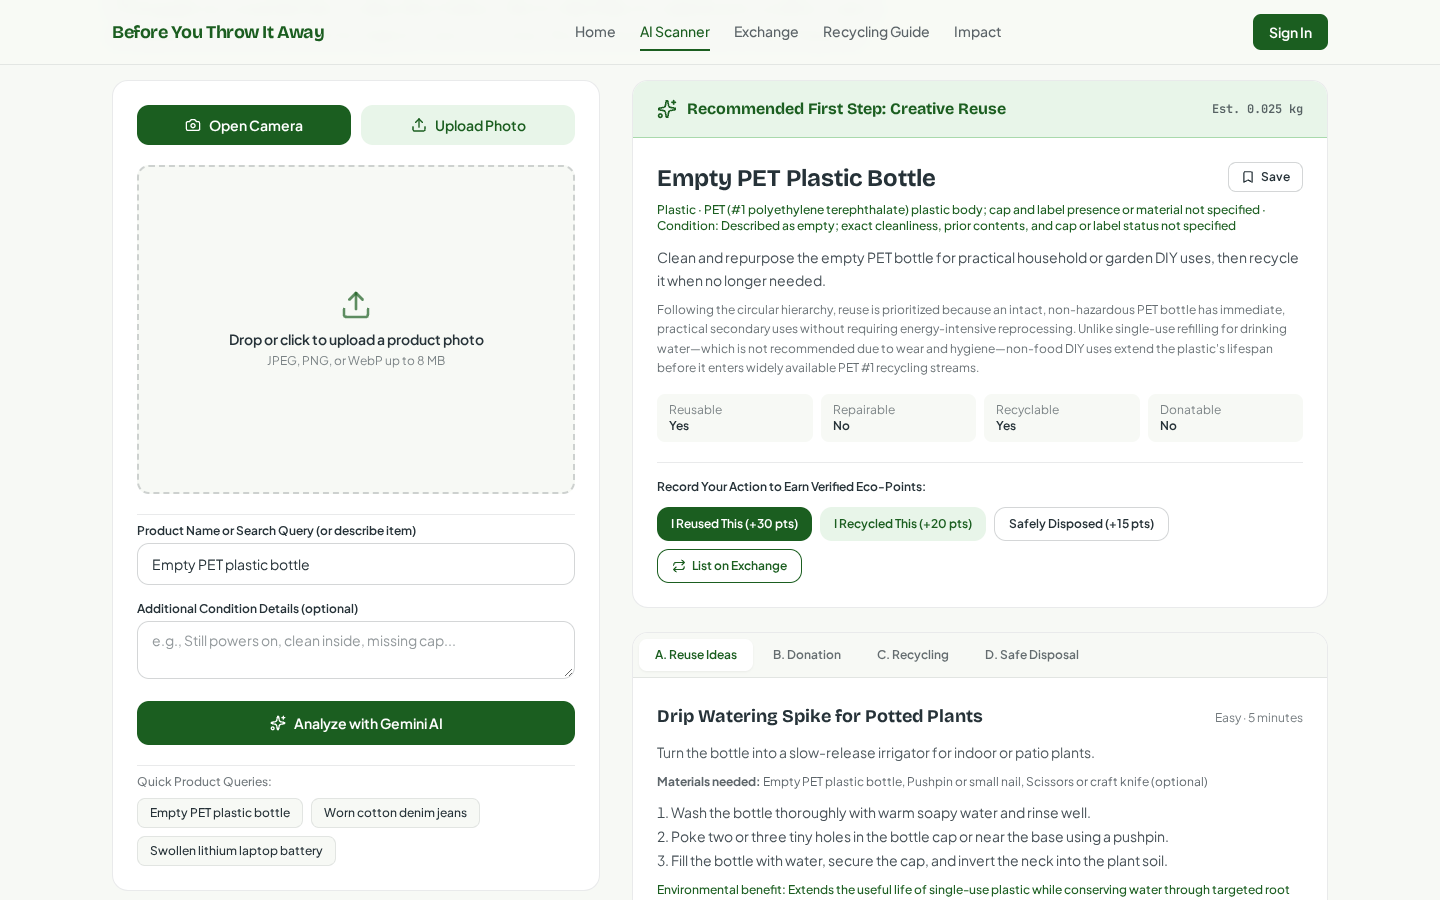 Before You Throw It Away
Home
AI Scanner
Exchange
Recycling Guide
Impact
Sign In
Open Camera
Upload Photo
Drop or click to upload a product photo
JPEG, PNG, or WebP up to 8 MB
Product Name or Search Query (or describe item)
Empty PET plastic bottle
Additional Condition Details (optional)
e.g., Still powers on, clean inside, missing cap...
Analyze with Gemini AI
Quick Product Queries:
Empty PET plastic bottle
Worn cotton denim jeans
Swollen lithium laptop battery
Recommended First Step: Creative Reuse
Est. 0.025 kg
Empty PET Plastic Bottle
Save
Plastic · PET (#1 polyethylene terephthalate) plastic body; cap and label presence or material not specified ·
Condition: Described as empty; exact cleanliness, prior contents, and cap or label status not specified
Clean and repurpose the empty PET bottle for practical household or garden DIY uses, then recycle
it when no longer needed.
Following the circular hierarchy, reuse is prioritized because an intact, non-hazardous PET bottle has immediate,
practical secondary uses without requiring energy-intensive reprocessing. Unlike single-use refilling for drinking
water—which is not recommended due to wear and hygiene—non-food DIY uses extend the plastic's lifespan
before it enters widely available PET #1 recycling streams.
Reusable
Yes
Repairable
No
Recyclable
Yes
Donatable
No
Record Your Action to Earn Verified Eco-Points:
I Reused This (+30 pts)
I Recycled This (+20 pts)
Safely Disposed (+15 pts)
List on Exchange
A. Reuse Ideas
B. Donation
C. Recycling
D. Safe Disposal
Drip Watering Spike for Potted Plants
Easy · 5 minutes
Turn the bottle into a slow-release irrigator for indoor or patio plants.
Materials needed: Empty PET plastic bottle, Pushpin or small nail, Scissors or craft knife (optional)
1. Wash the bottle thoroughly with warm soapy water and rinse well.
2. Poke two or three tiny holes in the bottle cap or near the base using a pushpin.
3. Fill the bottle with water, secure the cap, and invert the neck into the plant soil.
Environmental benefit: Extends the useful life of single-use plastic while conserving water through targeted root